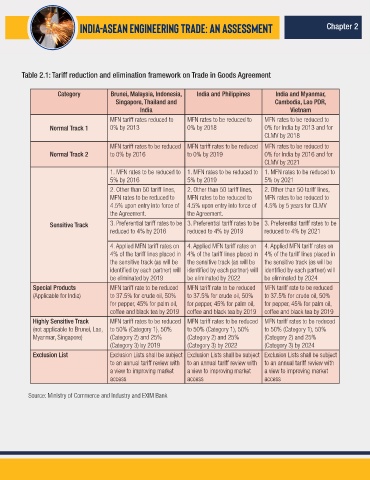 INDIA-ASEAN ENGINEERING TRADE: AN ASSESSMENT
Chapter 2
Table 2.1: Tariff reduction and elimination framework on Trade in Goods Agreement
Category
Brunei, Malaysia, Indonesia,
Singapore, Thailand and
India
India and Philippines
India and Myanmar,
Cambodia, Lao PDR,
Vietnam
Normal Track 1
MFN tariff rates reduced to
0% by 2013
MFN rates to be reduced to
0% by 2018
MFN rates to be reduced to
0% for India by 2013 and for
CLMV by 2018
Normal Track 2
MFN tariff rates to be reduced
to 0% by 2016
MFN tariff rates to be reduced
to 0% by 2019
MFN rates to be reduced to
0% for India by 2016 and for
CLMV by 2021
Sensitive Track
1. MFN rates to be reduced to
5% by 2016
1. MFN rates to be reduced to
5% by 2019
1. MFN rates to be reduced to
5% by 2021
2. Other than 50 tariff lines,
MFN rates to be reduced to
4.5% upon entry into force of
the Agreement.
2. Other than 50 tariff lines,
MFN rates to be reduced to
4.5% upon entry into force of
the Agreement.
2. Other than 50 tariff lines,
MFN rates to be reduced to
4.5% by 5 years for CLMV
3. Preferential tariff rates to be
reduced to 4% by 2016
3. Preferential tariff rates to be
reduced to 4% by 2019
3. Preferential tariff rates to be
reduced to 4% by 2021
4. Applied MFN tariff rates on
4% of the tariff lines placed in
the sensitive track (as will be
identified by each partner) will
be eliminated by 2019
4. Applied MFN tariff rates on
4% of the tariff lines placed in
the sensitive track (as will be
identified by each partner) will
be eliminated by 2022
4. Applied MFN tariff rates on
4% of the tariff lines placed in
the sensitive track (as will be
identified by each partner) will
be eliminated by 2024
Special Products
(Applicable for India)
MFN tariff rate to be reduced
to 37.5% for crude oil, 50%
for pepper, 45% for palm oil,
coffee and black tea by 2019
MFN tariff rate to be reduced
to 37.5% for crude oil, 50%
for pepper, 45% for palm oil,
coffee and black tea by 2019
MFN tariff rate to be reduced
to 37.5% for crude oil, 50%
for pepper, 45% for palm oil,
coffee and black tea by 2019
Highly Sensitive Track
(not applicable to Brunei, Lao,
Myanmar, Singapore)
MFN tariff rates to be reduced
to 50% (Category 1), 50%
(Category 2) and 25%
(Category 3) by 2019
MFN tariff rates to be reduced
to 50% (Category 1), 50%
(Category 2) and 25%
(Category 3) by 2022
MFN tariff rates to be reduced
to 50% (Category 1), 50%
(Category 2) and 25%
(Category 3) by 2024
Exclusion List
Exclusion Lists shall be subject
to an annual tariff review with
a view to improving market
access
Exclusion Lists shall be subject
to an annual tariff review with
a view to improving market
access
Exclusion Lists shall be subject
to an annual tariff review with
a view to improving market
access
Source: Ministry of Commerce and Industry and EXIM Bank